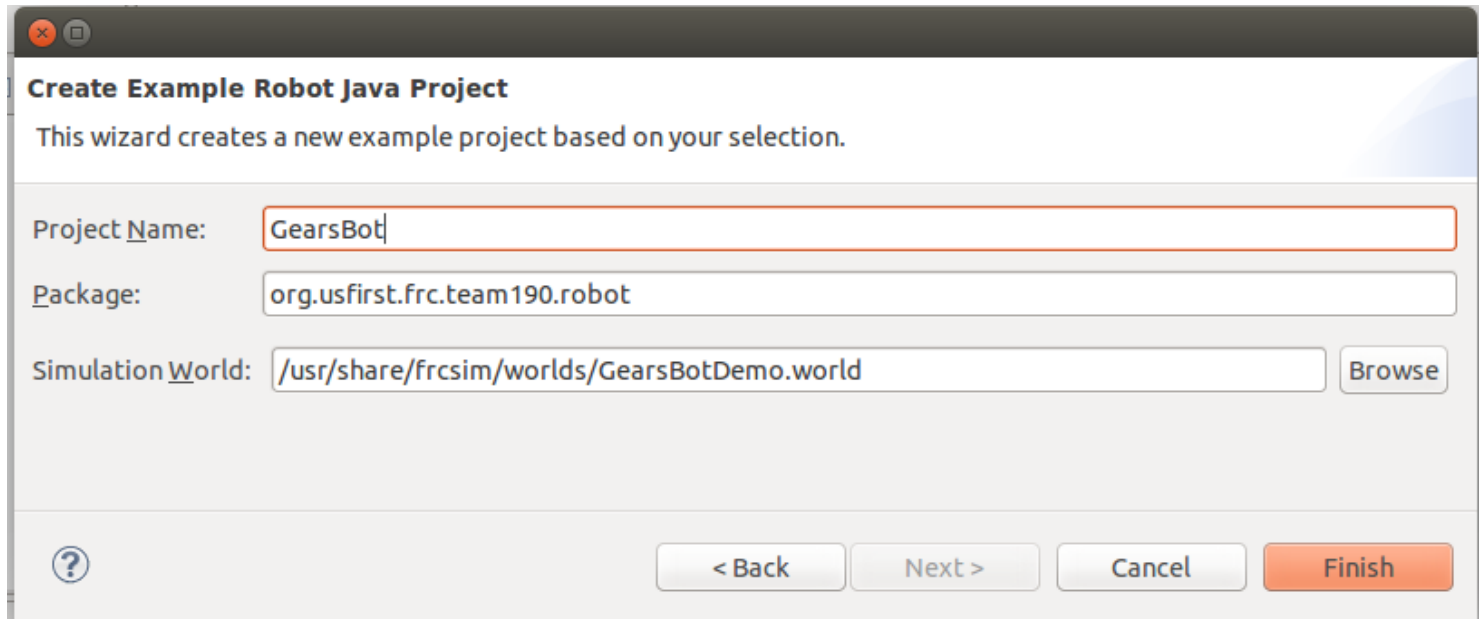 Create Example Robot Java Project
This wizard creates a new example project based on your selection.
Project Name: GearsBot
Package: org.usfirst.frc.team190.robot
Simulation World: /usr/share/frcsim/worlds/GearsBotDemo.world Browse
? < Back Next > Cancel Finish